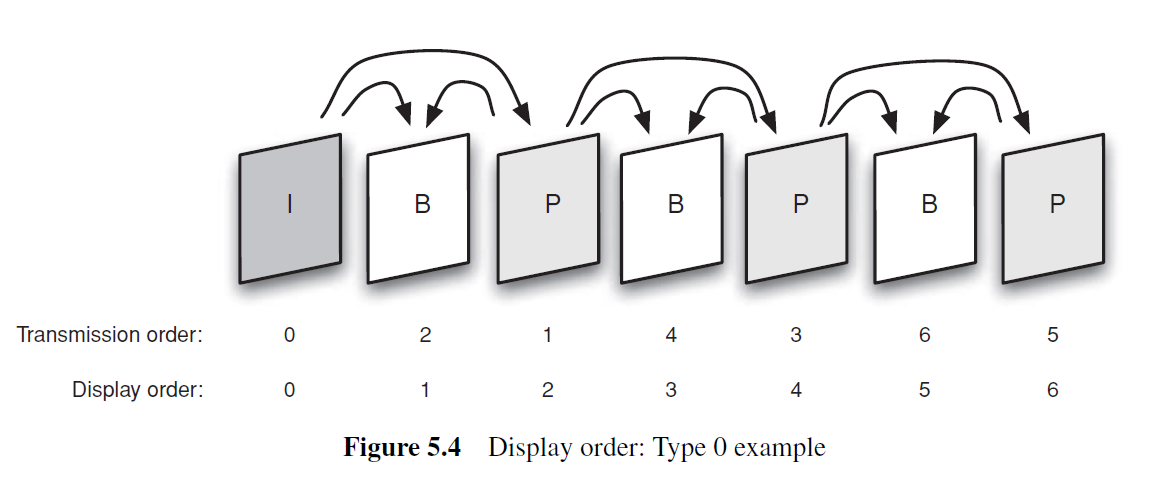 I B P B P B P
Transmission order: 0 2 1 4 3 6 5
Display order: 0 1 2 3 4 5 6
Figure 5.4 Display order: Type 0 example